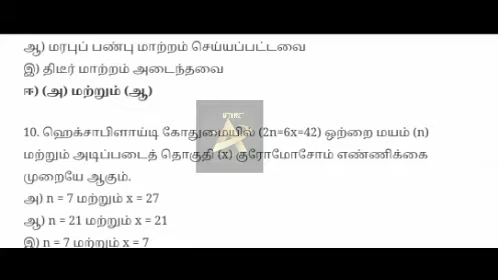 ஆ) மரபுப் பண்பு மாற்றம் செய்யப்பட்டவை
இ) திடீர் மாற்றம் அடைந்தவை
ஈ) (அ) மற்றும் (ஆ)
10. ஹெக்சாபிளாய்டி கோதுமையில் (2n=6x=42) ஒற்றை மயம் (n)
மற்றும் அடிப்படைத் தொகுதி (x) குரோமோசோம் எண்ணிக்கை
முறையே ஆகும்.
அ) n = 7 மற்றும் x = 27
ஆ) n = 21 மற்றும் x = 21
இ) n = 7 மற்றும் x = 7